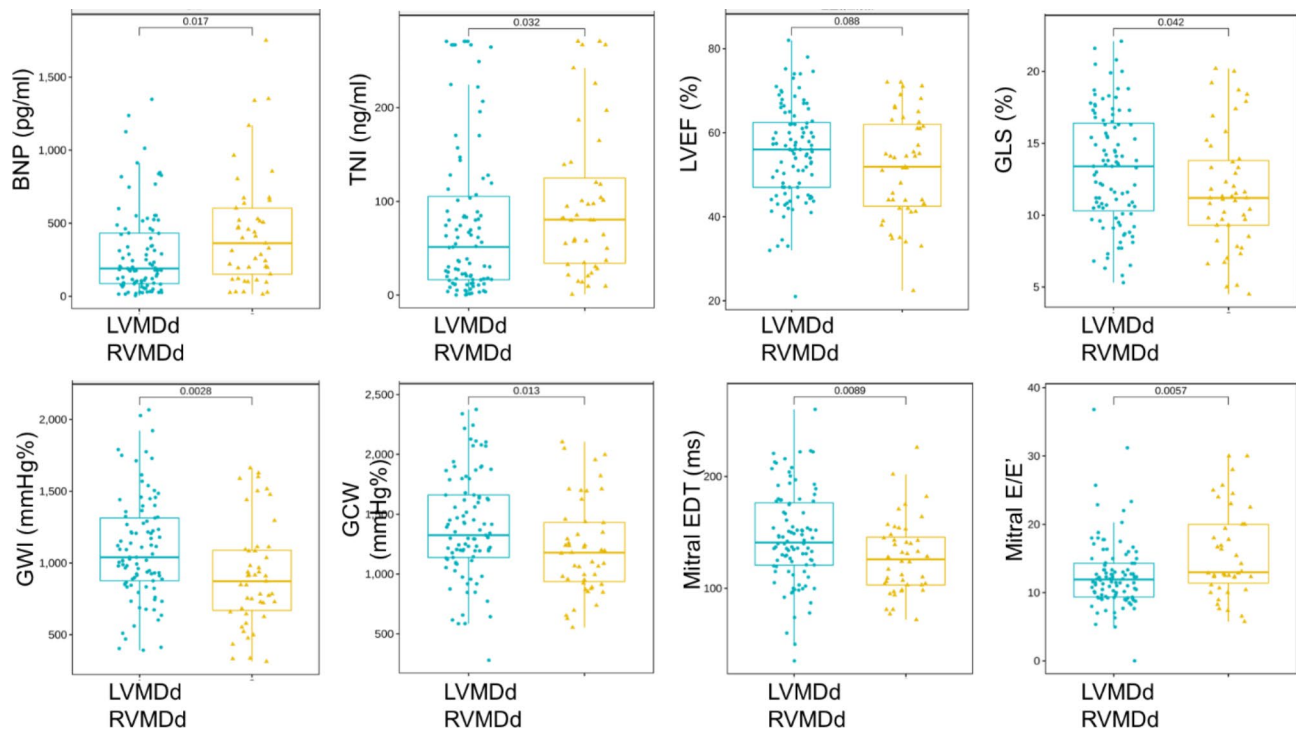 0.017
BNP (pg/ml)
1,500
1,000
500
0
LVMDd
RVMDd
0.032
TNI (ng/ml)
200
100
0
LVMDd
RVMDd
0.088
LVEF (%)
80
60
40
20
LVMDd
RVMDd
0.042
GLS (%)
20
15
10
5
LVMDd
RVMDd
0.0028
GWI (mmHg%)
2,000
1,500
1,000
500
LVMDd
RVMDd
0.013
GCW
(mmHg%)
2,500
2,000
1,500
1,000
500
LVMDd
RVMDd
0.0089
Mitral EDT (ms)
200
100
LVMDd
RVMDd
0.0057
Mitral E/E’
40
30
20
10
0
LVMDd
RVMDd